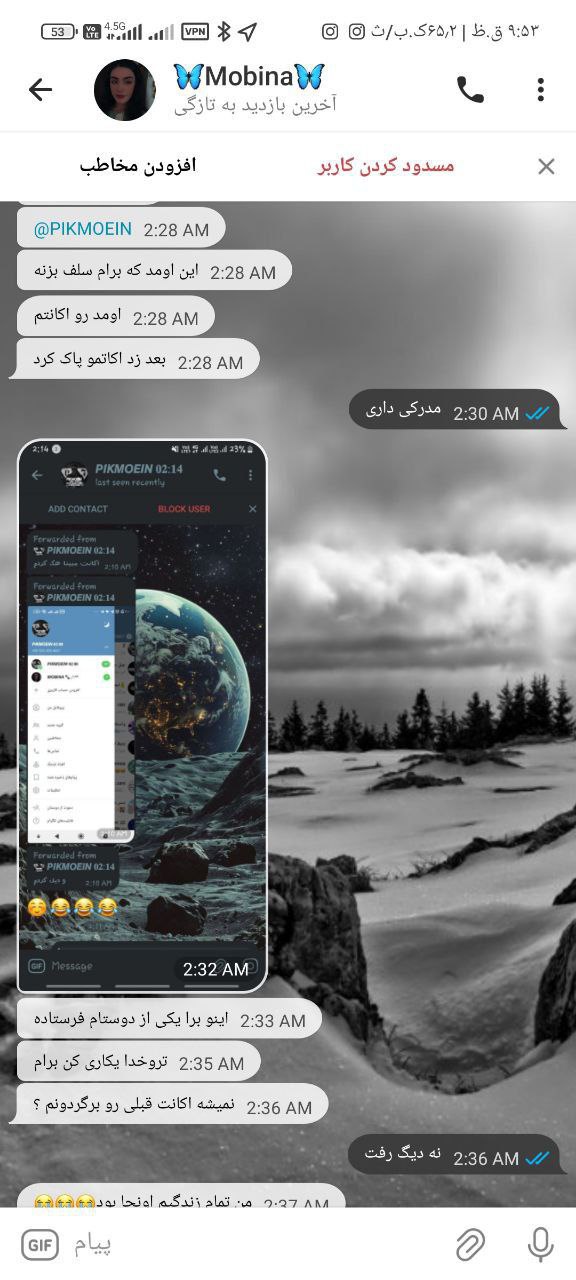 ۹:۵۳ ق.ظ | ۶۵٫۲ک.ب/ث
4.5G
Vo LTE
VPN
53
🦋Mobina🦋
آخرین بازدید به تازگی
مسدود کردن کاربر
افزودن مخاطب
@PIKMOEIN 2:28 AM
این اومد که برام سلف بزنه 2:28 AM
اومد رو اکانتم 2:28 AM
بعد زد اکاتمو پاک کرد 2:28 AM
مدرکی داری 2:30 AM
2:14
23%
PIKMOEIN 02:14
last seen recently
ADD CONTACT BLOCK USER
Forwarded from
PIKMOEIN 02:14
اکانت مبینا هک کردم 2:10 AM
Forwarded from
PIKMOEIN 02:14
Forwarded from
PIKMOEIN 02:14
و دیک کردم 2:10 AM
☺️😂😂😂
GIF Message
2:32 AM
اینو برا یکی از دوستام فرستاده 2:33 AM
تروخدا یکاری کن برام 2:35 AM
نمیشه اکانت قبلی رو برگردونم ؟ 2:36 AM
نه دیگ رفت 2:36 AM
من تمام زندگیم اونجا بود😭😭😭 2:37 AM
GIF
پیام